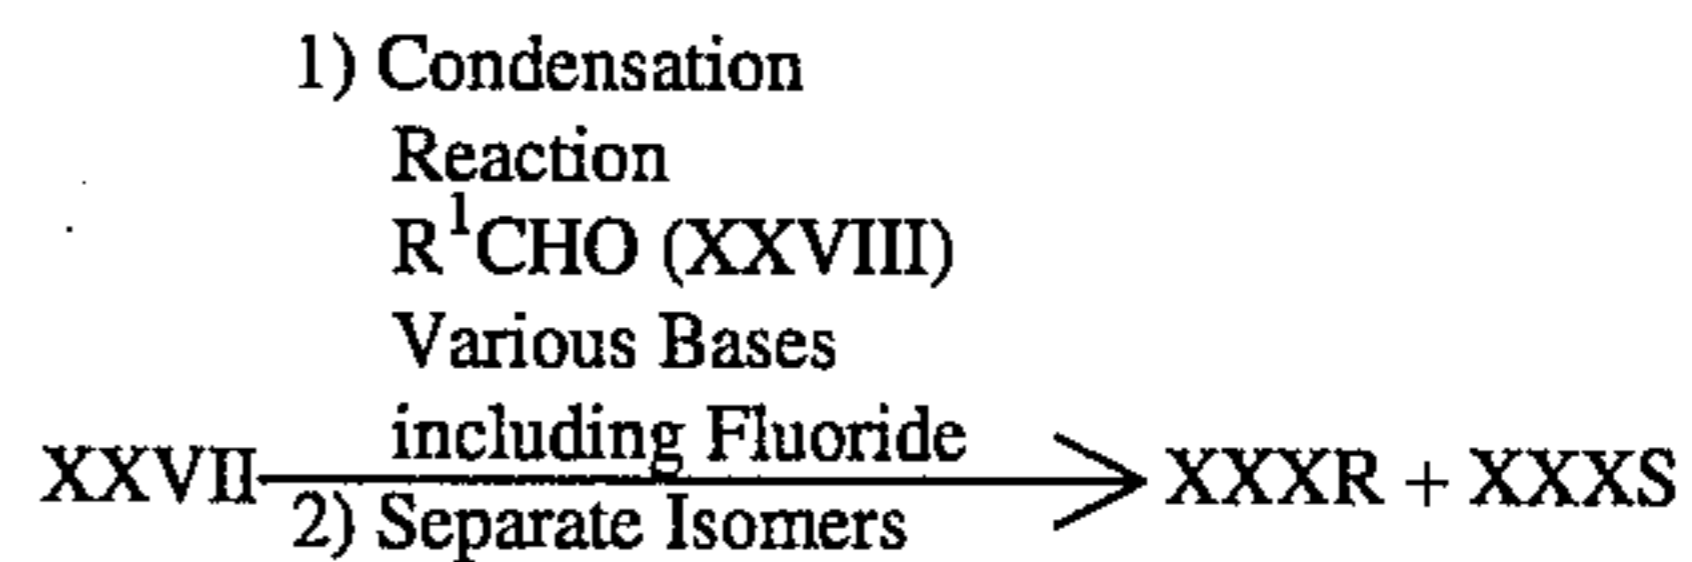 1) Condensation
Reaction
R¹CHO (XXVIII)
Various Bases
including Fluoride
XXVII XXXR + XXXS
2) Separate Isomers